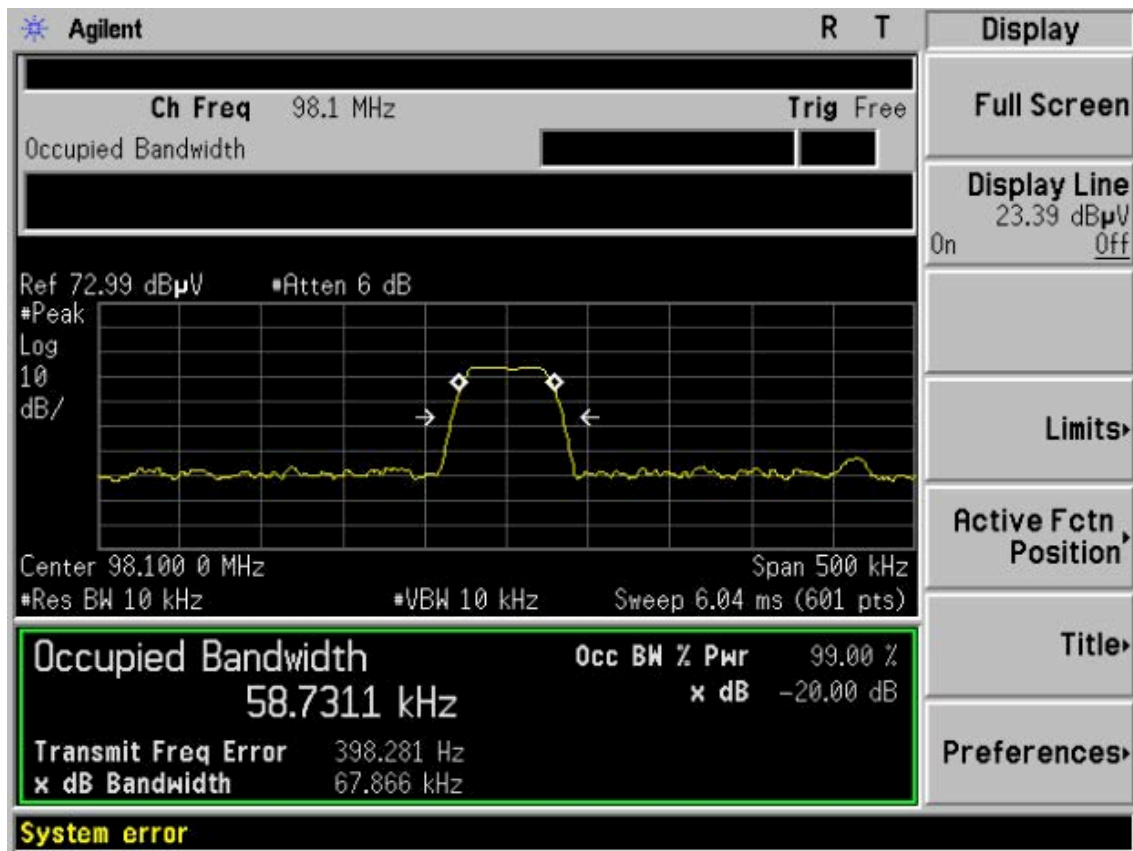 Agilent R T Display
Ch Freq 98.1 MHz Trig Free
Occupied Bandwidth
Full Screen
Display Line
23.39 dBµV
On Off
Ref 72.99 dBµV #Atten 6 dB
#Peak
Log
10
dB/
Limits
Active Fctn
Position
Center 98.100 0 MHz Span 500 kHz
#Res BW 10 kHz #VBW 10 kHz Sweep 6.04 ms (601 pts)
Occupied Bandwidth
58.7311 kHz
Occ BW % Pwr 99.00 %
x dB -20.00 dB
Title
Transmit Freq Error 398.281 Hz
x dB Bandwidth 67.866 kHz
Preferences
System error